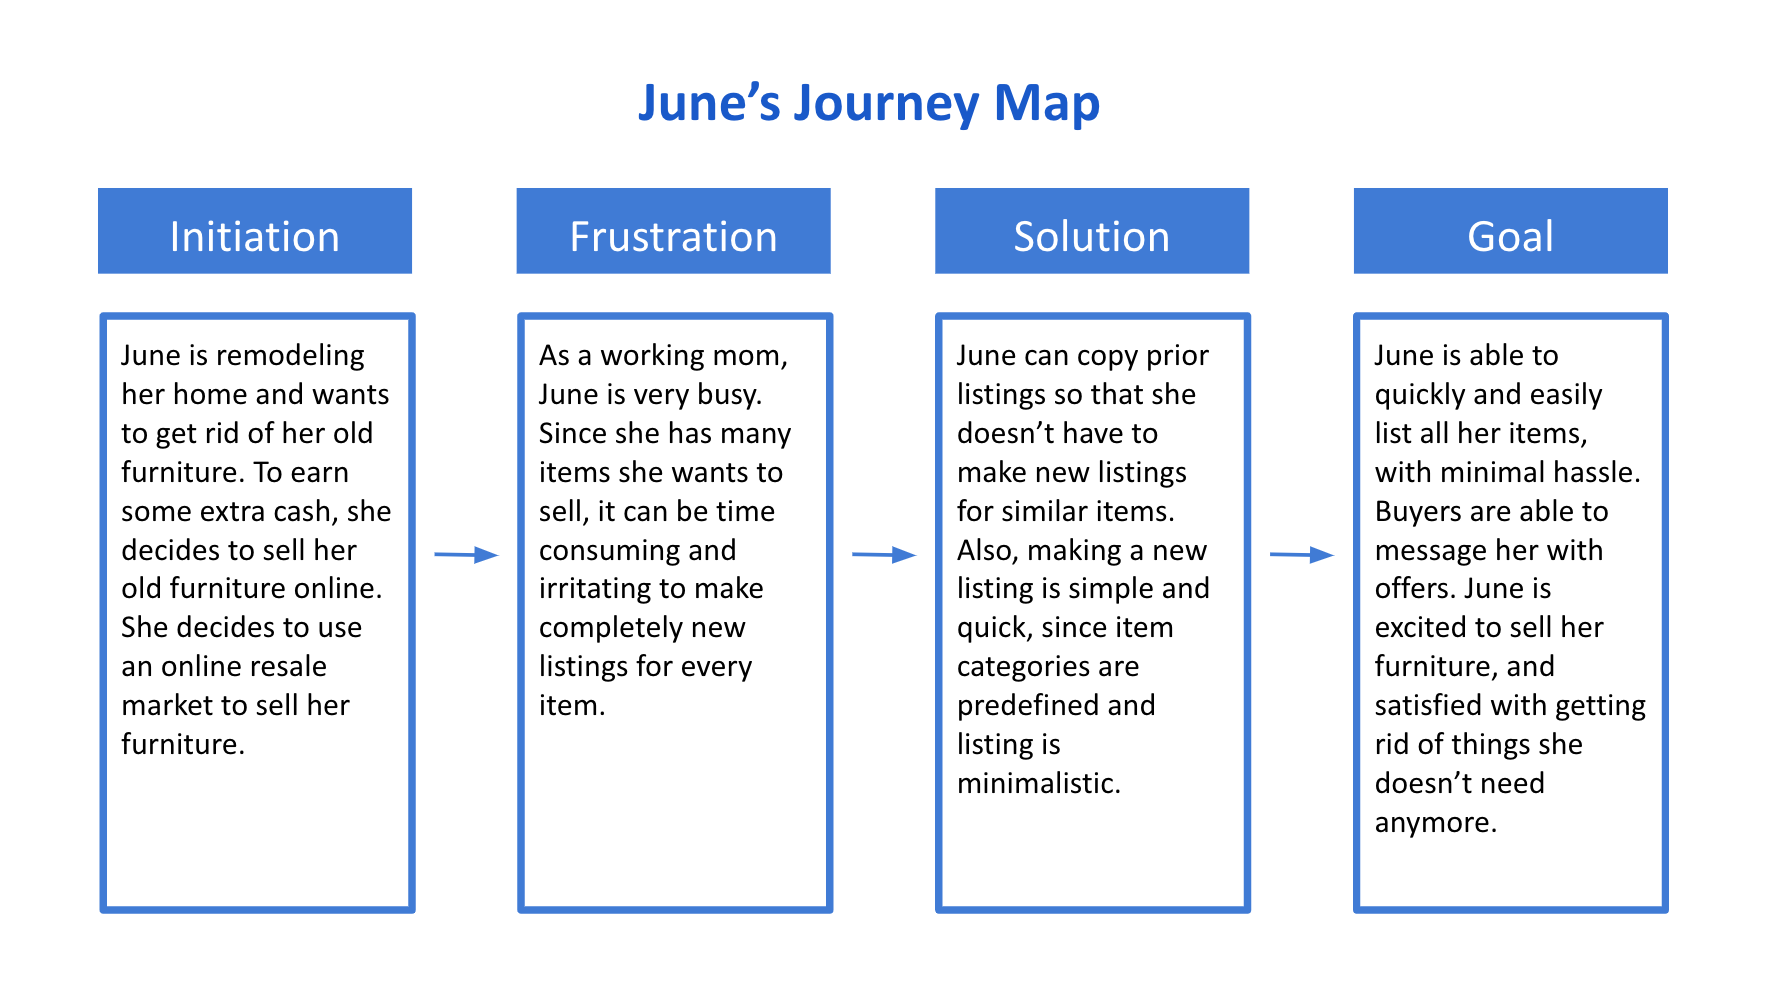 June’s Journey Map
Initiation
Frustration
Solution
Goal
June is remodeling
her home and wants
to get rid of her old
furniture. To earn
some extra cash, she
decides to sell her
old furniture online.
She decides to use
an online resale
market to sell her
furniture.
As a working mom,
June is very busy.
Since she has many
items she wants to
sell, it can be time
consuming and
irritating to make
completely new
listings for every
item.
June can copy prior
listings so that she
doesn’t have to
make new listings
for similar items.
Also, making a new
listing is simple and
quick, since item
categories are
predefined and
listing is
minimalistic.
June is able to
quickly and easily
list all her items,
with minimal hassle.
Buyers are able to
message her with
offers. June is
excited to sell her
furniture, and
satisfied with getting
rid of things she
doesn’t need
anymore.